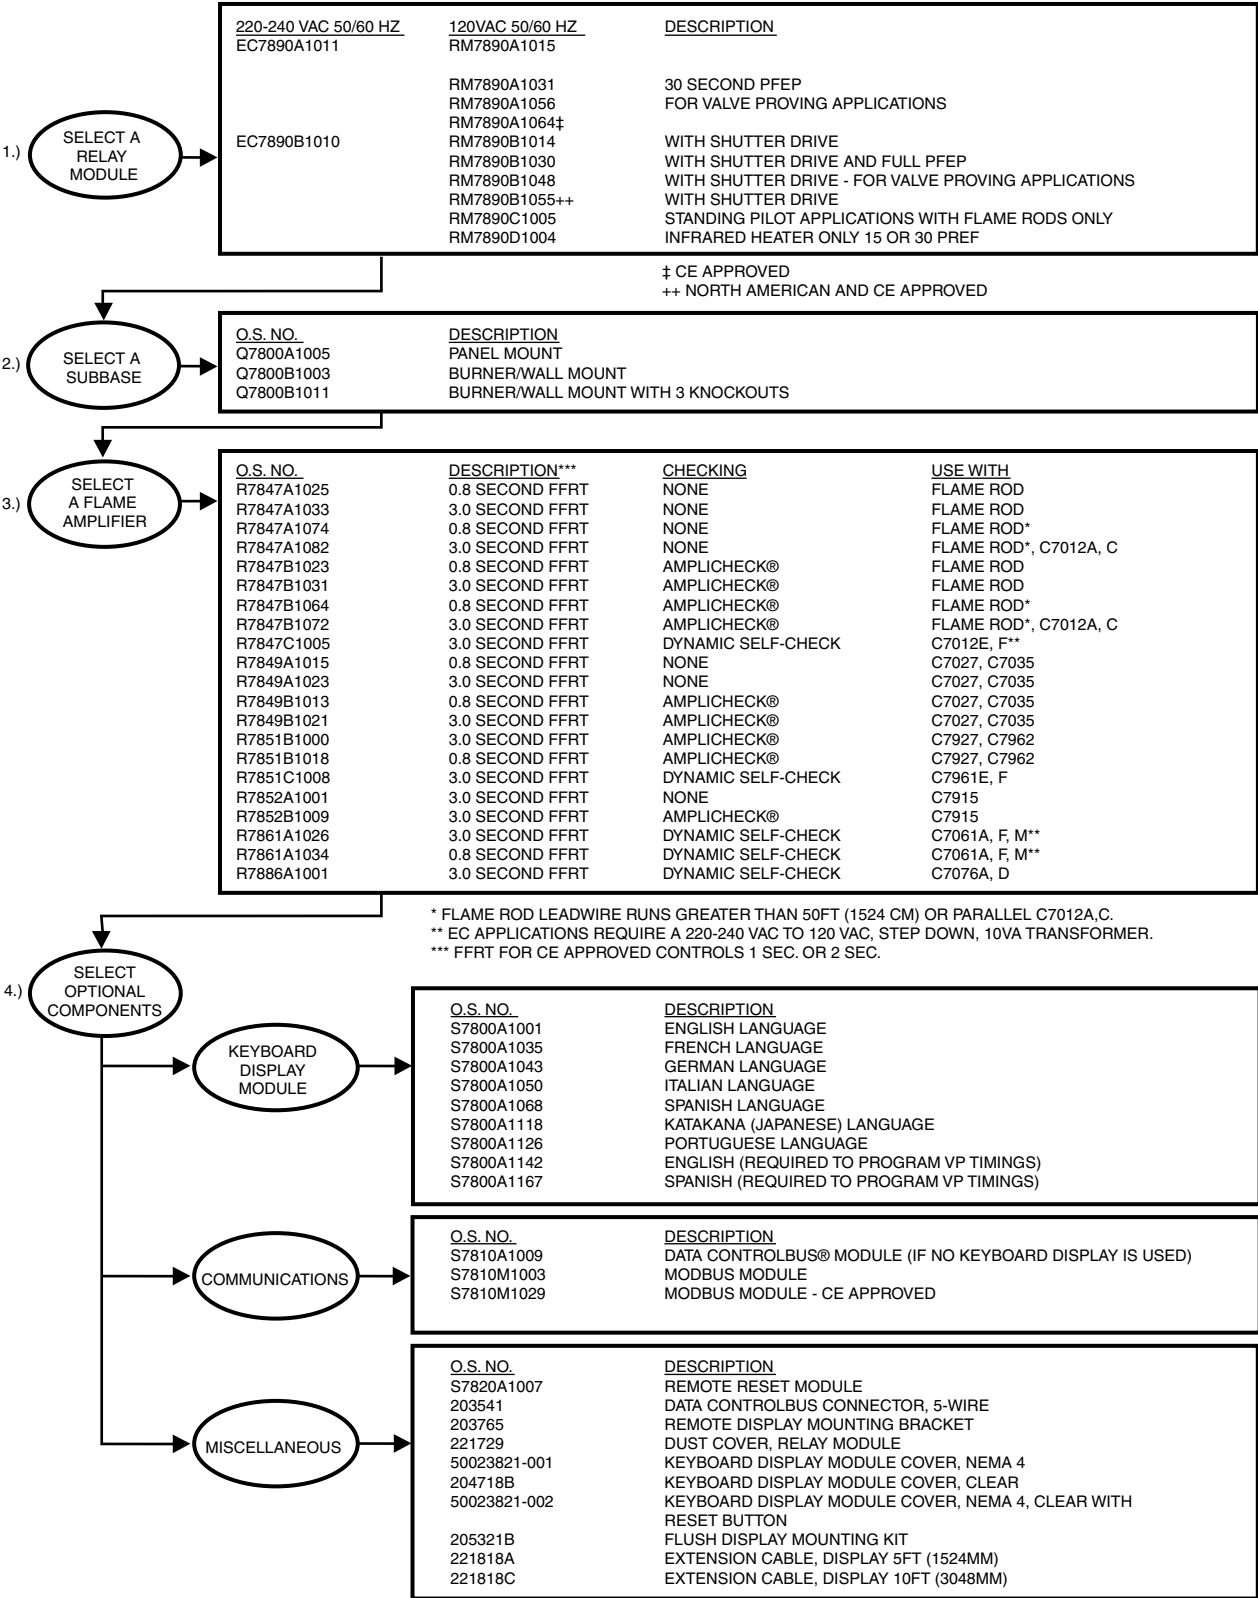 220-240 VAC 50/60 HZ 120VAC 50/60 HZ DESCRIPTION
EC7890A1011 RM7890A1015
RM7890A1031 30 SECOND PFEP
RM7890A1056 FOR VALVE PROVING APPLICATIONS
RM7890A1064‡
EC7890B1010 RM7890B1014 WITH SHUTTER DRIVE
RM7890B1030 WITH SHUTTER DRIVE AND FULL PFEP
RM7890B1048 WITH SHUTTER DRIVE - FOR VALVE PROVING APPLICATIONS
RM7890B1055++ WITH SHUTTER DRIVE
RM7890C1005 STANDING PILOT APPLICATIONS WITH FLAME RODS ONLY
RM7890D1004 INFRARED HEATER ONLY 15 OR 30 PREF
1.) SELECT A
RELAY
MODULE
‡ CE APPROVED
++ NORTH AMERICAN AND CE APPROVED
2.) SELECT A
SUBBASE
O.S. NO. DESCRIPTION
Q7800A1005 PANEL MOUNT
Q7800B1003 BURNER/WALL MOUNT
Q7800B1011 BURNER/WALL MOUNT WITH 3 KNOCKOUTS
3.) SELECT
A FLAME
AMPLIFIER
O.S. NO. DESCRIPTION*** CHECKING USE WITH
R7847A1025 0.8 SECOND FFRT NONE FLAME ROD
R7847A1033 3.0 SECOND FFRT NONE FLAME ROD
R7847A1074 0.8 SECOND FFRT NONE FLAME ROD*
R7847A1082 3.0 SECOND FFRT NONE FLAME ROD*, C7012A, C
R7847B1023 0.8 SECOND FFRT AMPLICHECK® FLAME ROD
R7847B1031 3.0 SECOND FFRT AMPLICHECK® FLAME ROD
R7847B1064 0.8 SECOND FFRT AMPLICHECK® FLAME ROD*
R7847B1072 3.0 SECOND FFRT AMPLICHECK® FLAME ROD*, C7012A, C
R7847C1005 3.0 SECOND FFRT DYNAMIC SELF-CHECK C7012E, F**
R7849A1015 0.8 SECOND FFRT NONE C7027, C7035
R7849A1023 3.0 SECOND FFRT NONE C7027, C7035
R7849B1013 0.8 SECOND FFRT AMPLICHECK® C7027, C7035
R7849B1021 3.0 SECOND FFRT AMPLICHECK® C7027, C7035
R7851B1000 3.0 SECOND FFRT AMPLICHECK® C7927, C7962
R7851B1018 0.8 SECOND FFRT AMPLICHECK® C7927, C7962
R7851C1008 3.0 SECOND FFRT DYNAMIC SELF-CHECK C7961E, F
R7852A1001 3.0 SECOND FFRT NONE C7915
R7852B1009 3.0 SECOND FFRT AMPLICHECK® C7915
R7861A1026 3.0 SECOND FFRT DYNAMIC SELF-CHECK C7061A, F, M**
R7861A1034 0.8 SECOND FFRT DYNAMIC SELF-CHECK C7061A, F, M**
R7886A1001 3.0 SECOND FFRT DYNAMIC SELF-CHECK C7076A, D
* FLAME ROD LEADWIRE RUNS GREATER THAN 50FT (1524 CM) OR PARALLEL C7012A,C.
** EC APPLICATIONS REQUIRE A 220-240 VAC TO 120 VAC, STEP DOWN, 10VA TRANSFORMER.
*** FFRT FOR CE APPROVED CONTROLS 1 SEC. OR 2 SEC.
4.) SELECT
OPTIONAL
COMPONENTS
KEYBOARD
DISPLAY
MODULE
O.S. NO. DESCRIPTION
S7800A1001 ENGLISH LANGUAGE
S7800A1035 FRENCH LANGUAGE
S7800A1043 GERMAN LANGUAGE
S7800A1050 ITALIAN LANGUAGE
S7800A1068 SPANISH LANGUAGE
S7800A1118 KATAKANA (JAPANESE) LANGUAGE
S7800A1126 PORTUGUESE LANGUAGE
S7800A1142 ENGLISH (REQUIRED TO PROGRAM VP TIMINGS)
S7800A1167 SPANISH (REQUIRED TO PROGRAM VP TIMINGS)
COMMUNICATIONS
O.S. NO. DESCRIPTION
S7810A1009 DATA CONTROLBUS® MODULE (IF NO KEYBOARD DISPLAY IS USED)
S7810M1003 MODBUS MODULE
S7810M1029 MODBUS MODULE - CE APPROVED
MISCELLANEOUS
O.S. NO. DESCRIPTION
S7820A1007 REMOTE RESET MODULE
203541 DATA CONTROLBUS CONNECTOR, 5-WIRE
203765 REMOTE DISPLAY MOUNTING BRACKET
221729 DUST COVER, RELAY MODULE
50023821-001 KEYBOARD DISPLAY MODULE COVER, NEMA 4
204718B KEYBOARD DISPLAY MODULE COVER, CLEAR
50023821-002 KEYBOARD DISPLAY MODULE COVER, NEMA 4, CLEAR WITH
RESET BUTTON
205321B FLUSH DISPLAY MOUNTING KIT
221818A EXTENSION CABLE, DISPLAY 5FT (1524MM)
221818C EXTENSION CABLE, DISPLAY 10FT (3048MM)